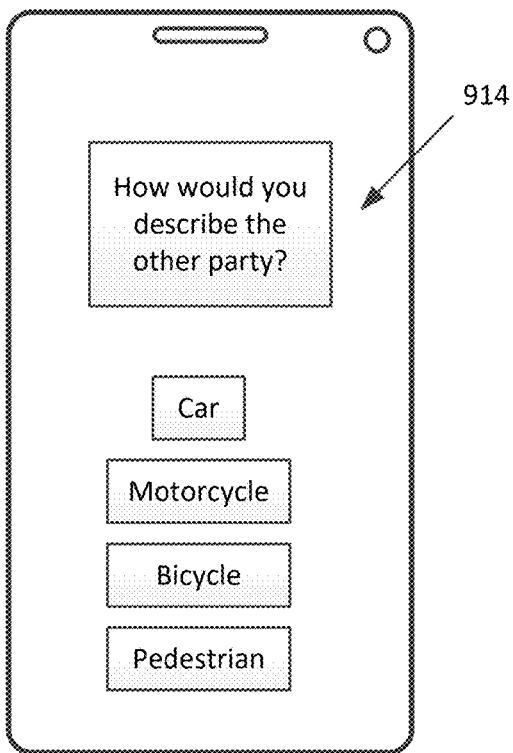 914
How would you
describe the
other party?
Car
Motorcycle
Bicycle
Pedestrian